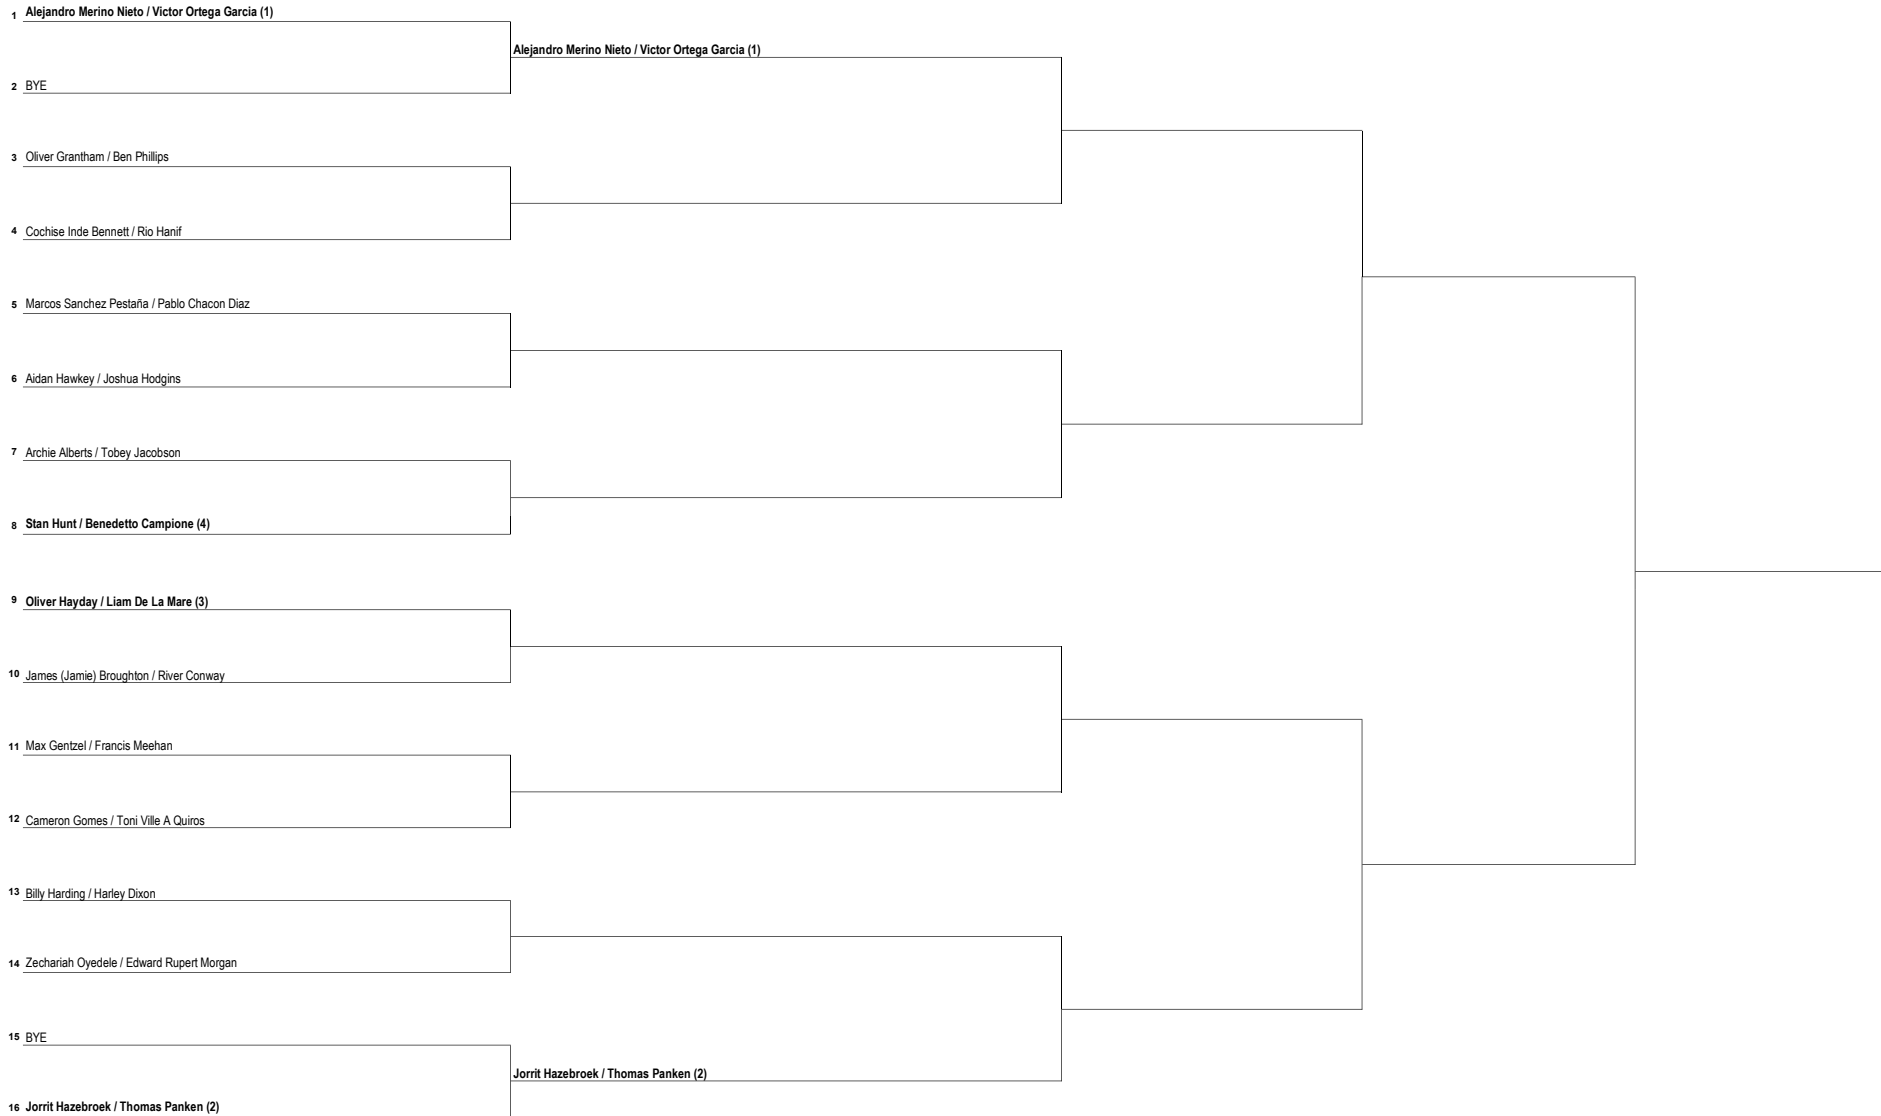 1 Alejandro Merino Nieto / Victor Ortega Garcia (1)
Alejandro Merino Nieto / Victor Ortega Garcia (1)
2 BYE
3 Oliver Grantham / Ben Phillips
4 Cochise Inde Bennett / Rio Hanif
5 Marcos Sanchez Pestaña / Pablo Chacon Diaz
6 Aidan Hawkey / Joshua Hodgins
7 Archie Alberts / Tobey Jacobson
8 Stan Hunt / Benedetto Campione (4)
9 Oliver Hayday / Liam De La Mare (3)
10 James (Jamie) Broughton / River Conway
11 Max Gentzel / Francis Meehan
12 Cameron Gomes / Toni Ville A Quiros
13 Billy Harding / Harley Dixon
14 Zechariah Oyedele / Edward Rupert Morgan
15 BYE
Jorrit Hazebroek / Thomas Panken (2)
16 Jorrit Hazebroek / Thomas Panken (2)